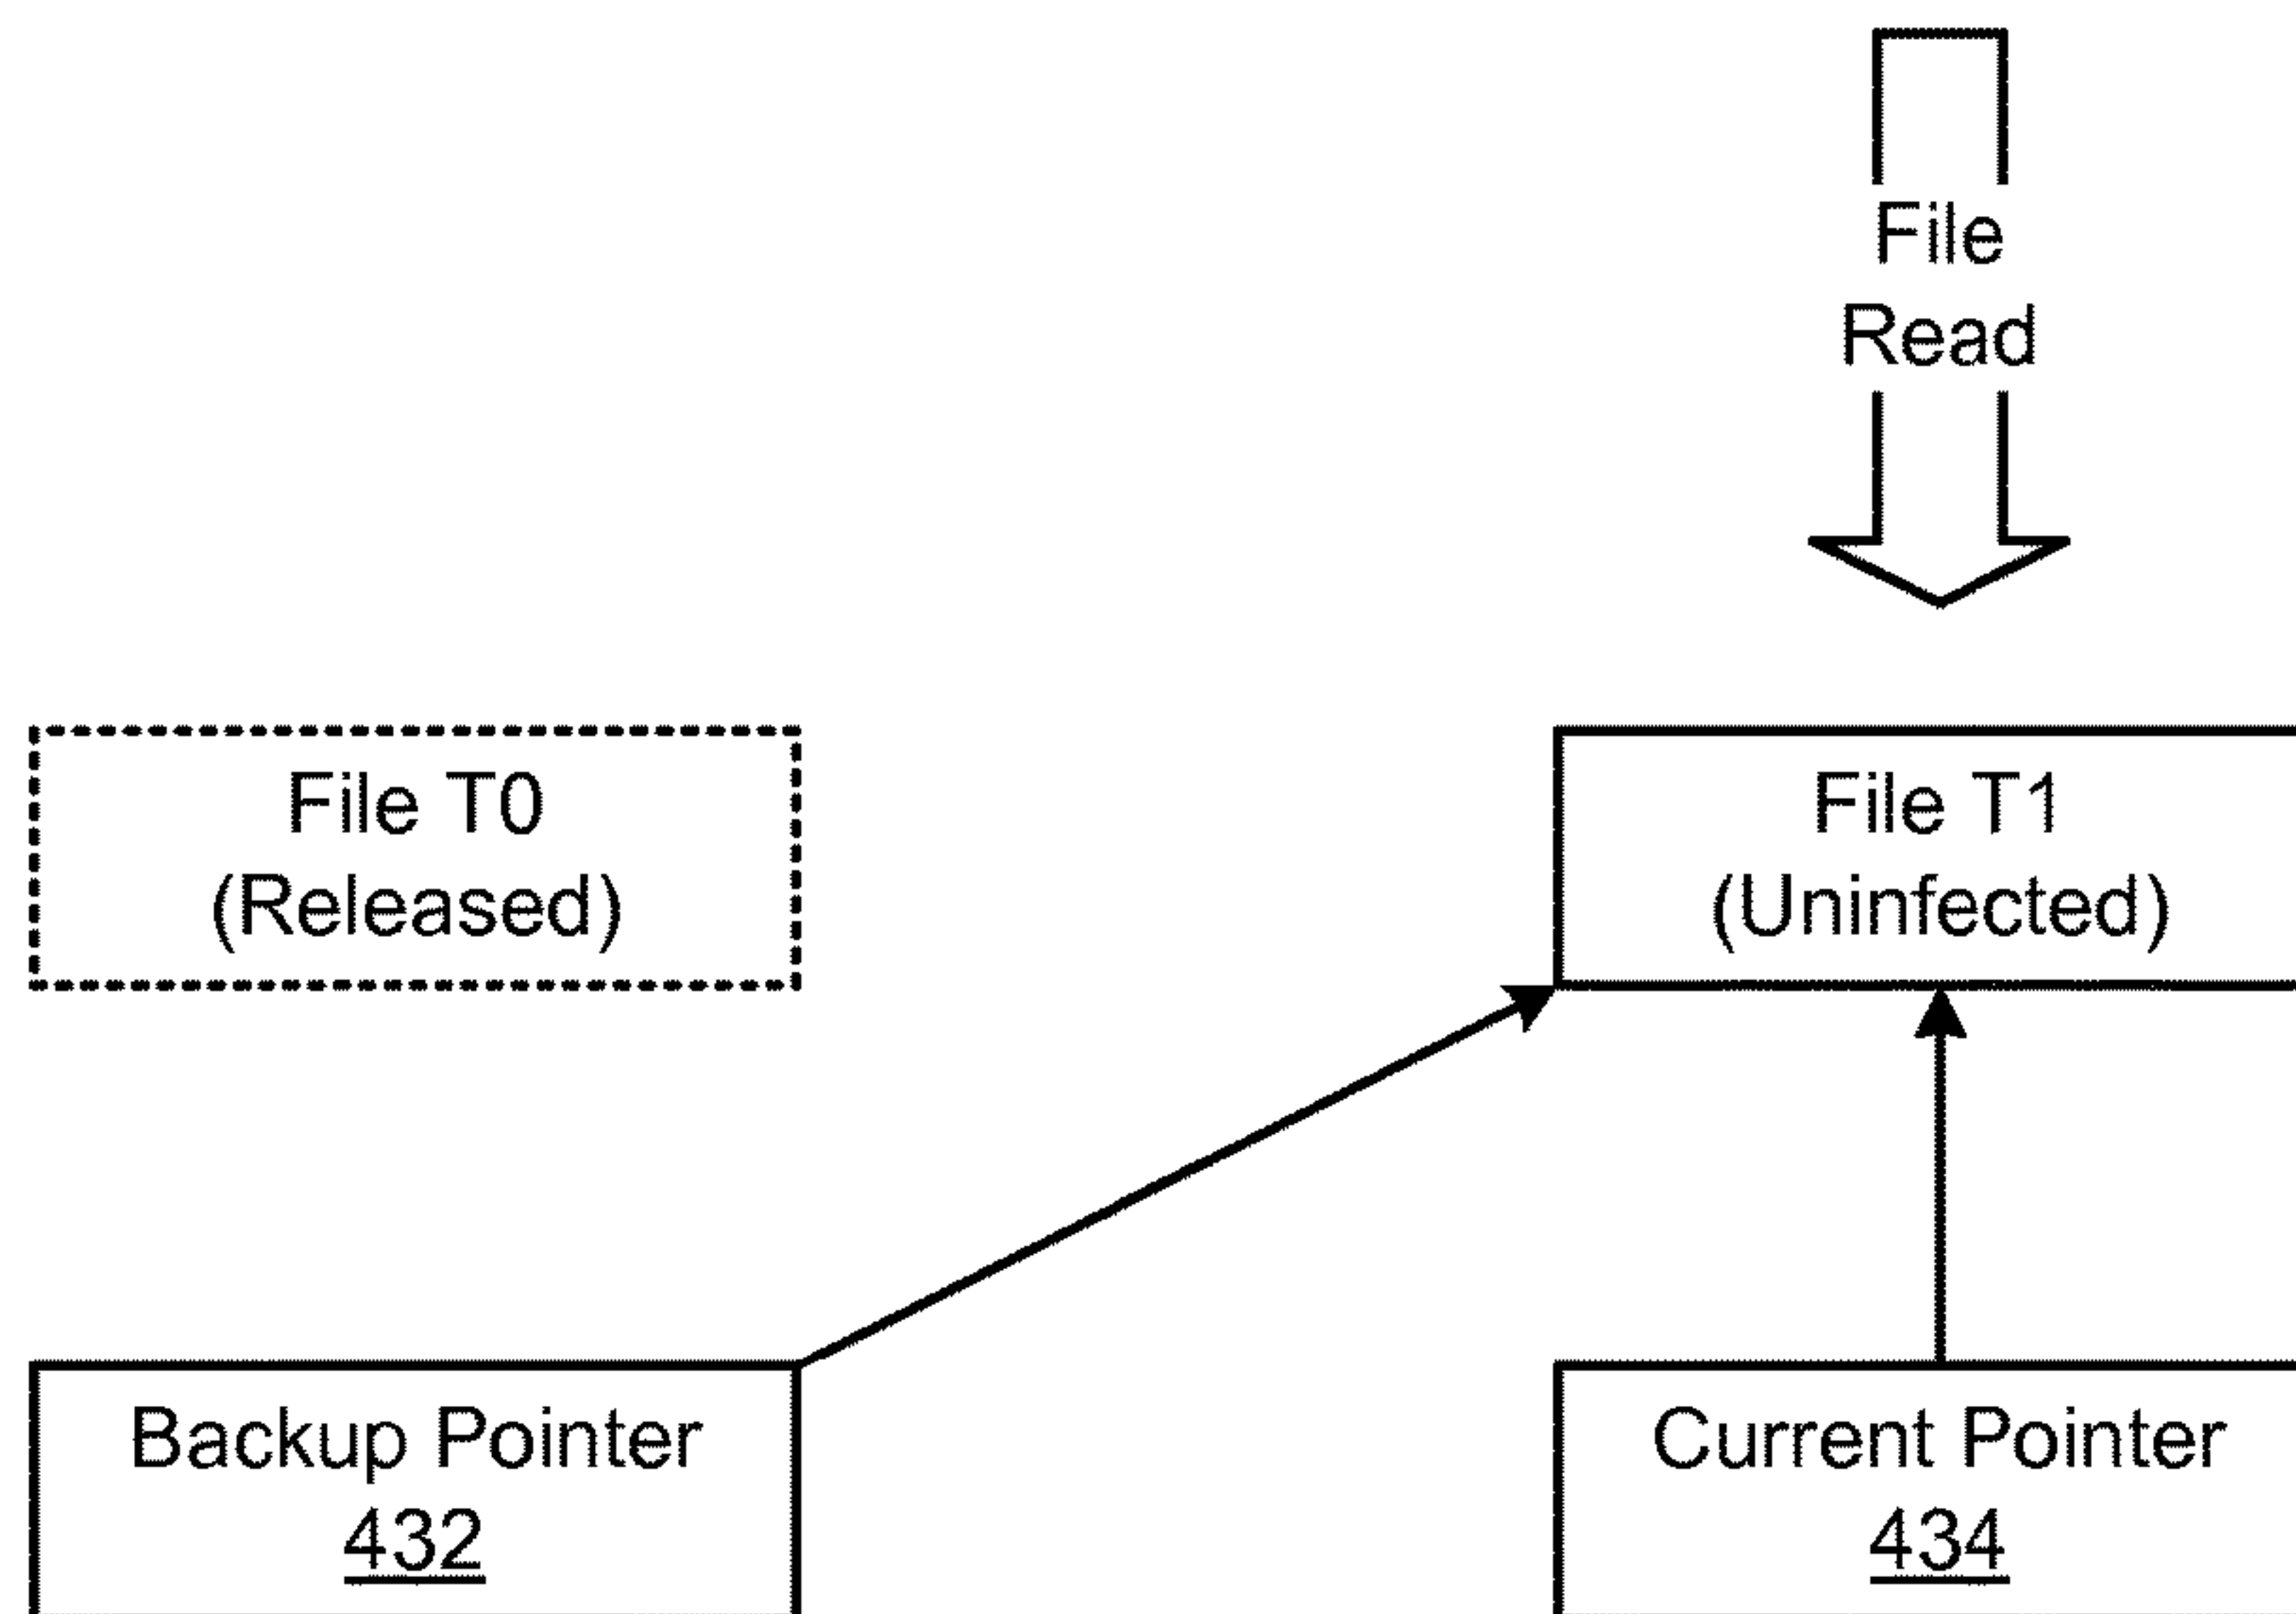 File
Read
File T0
(Released)
File T1
(Uninfected)
Backup Pointer
432
Current Pointer
434